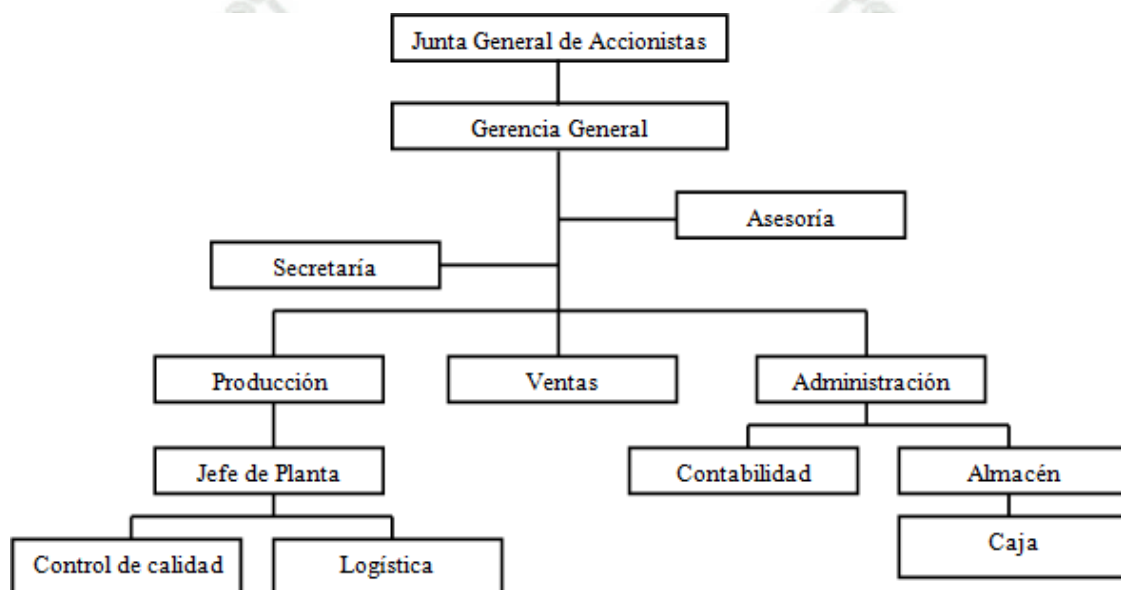 Junta General de Accionistas
Gerencia General
Asesoría
Secretaría
Producción
Ventas
Administración
Jefe de Planta
Contabilidad
Almacén
Control de calidad
Logística
Caja